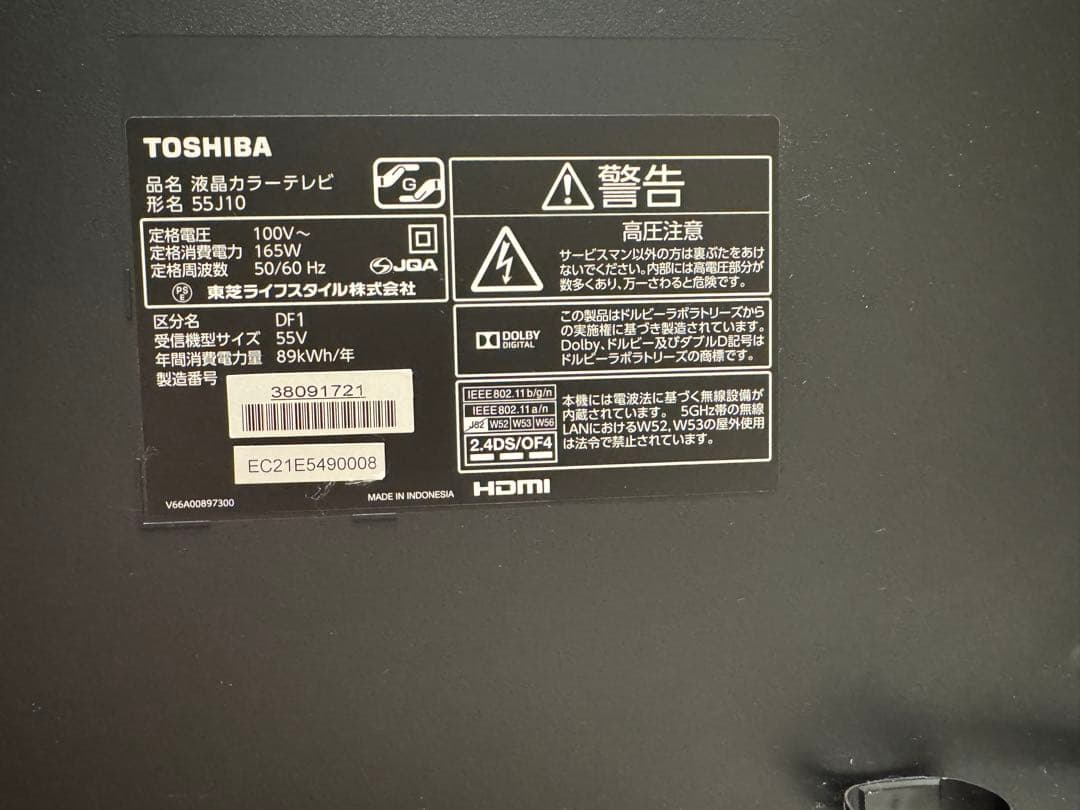 TOSHIBA
品名 液晶カラーテレビ
形名 55J10
G
定格電圧 100V～
定格消費電力 165W
定格周波数 50/60 Hz
JQA
PS
E
東芝ライフスタイル株式会社
区分名 DF1
受信機型サイズ 55V
年間消費電力量 89kWh/年
製造番号
38091721
EC21E5490008
V66A00897300
MADE IN INDONESIA
警告
高圧注意
サービスマン以外の方は裏ぶたをあけ
ないでください。内部には高電圧部分が
数多くあり、万一さわると危険です。
DOLBY
DIGITAL
この製品はドルビーラボラトリーズから
の実施権に基づき製造されています。
Dolby、ドルビー及びダブルD記号は
ドルビーラボラトリーズの商標です。
IEEE802.11b/g/n
IEEE802.11a/n
J52 W52 W53 W56
2.4DS/OF4
本機には電波法に基づく無線設備が
内蔵されています。 5GHz帯の無線
LANにおけるW52,W53の屋外使用
は法令で禁止されています。
HDMI